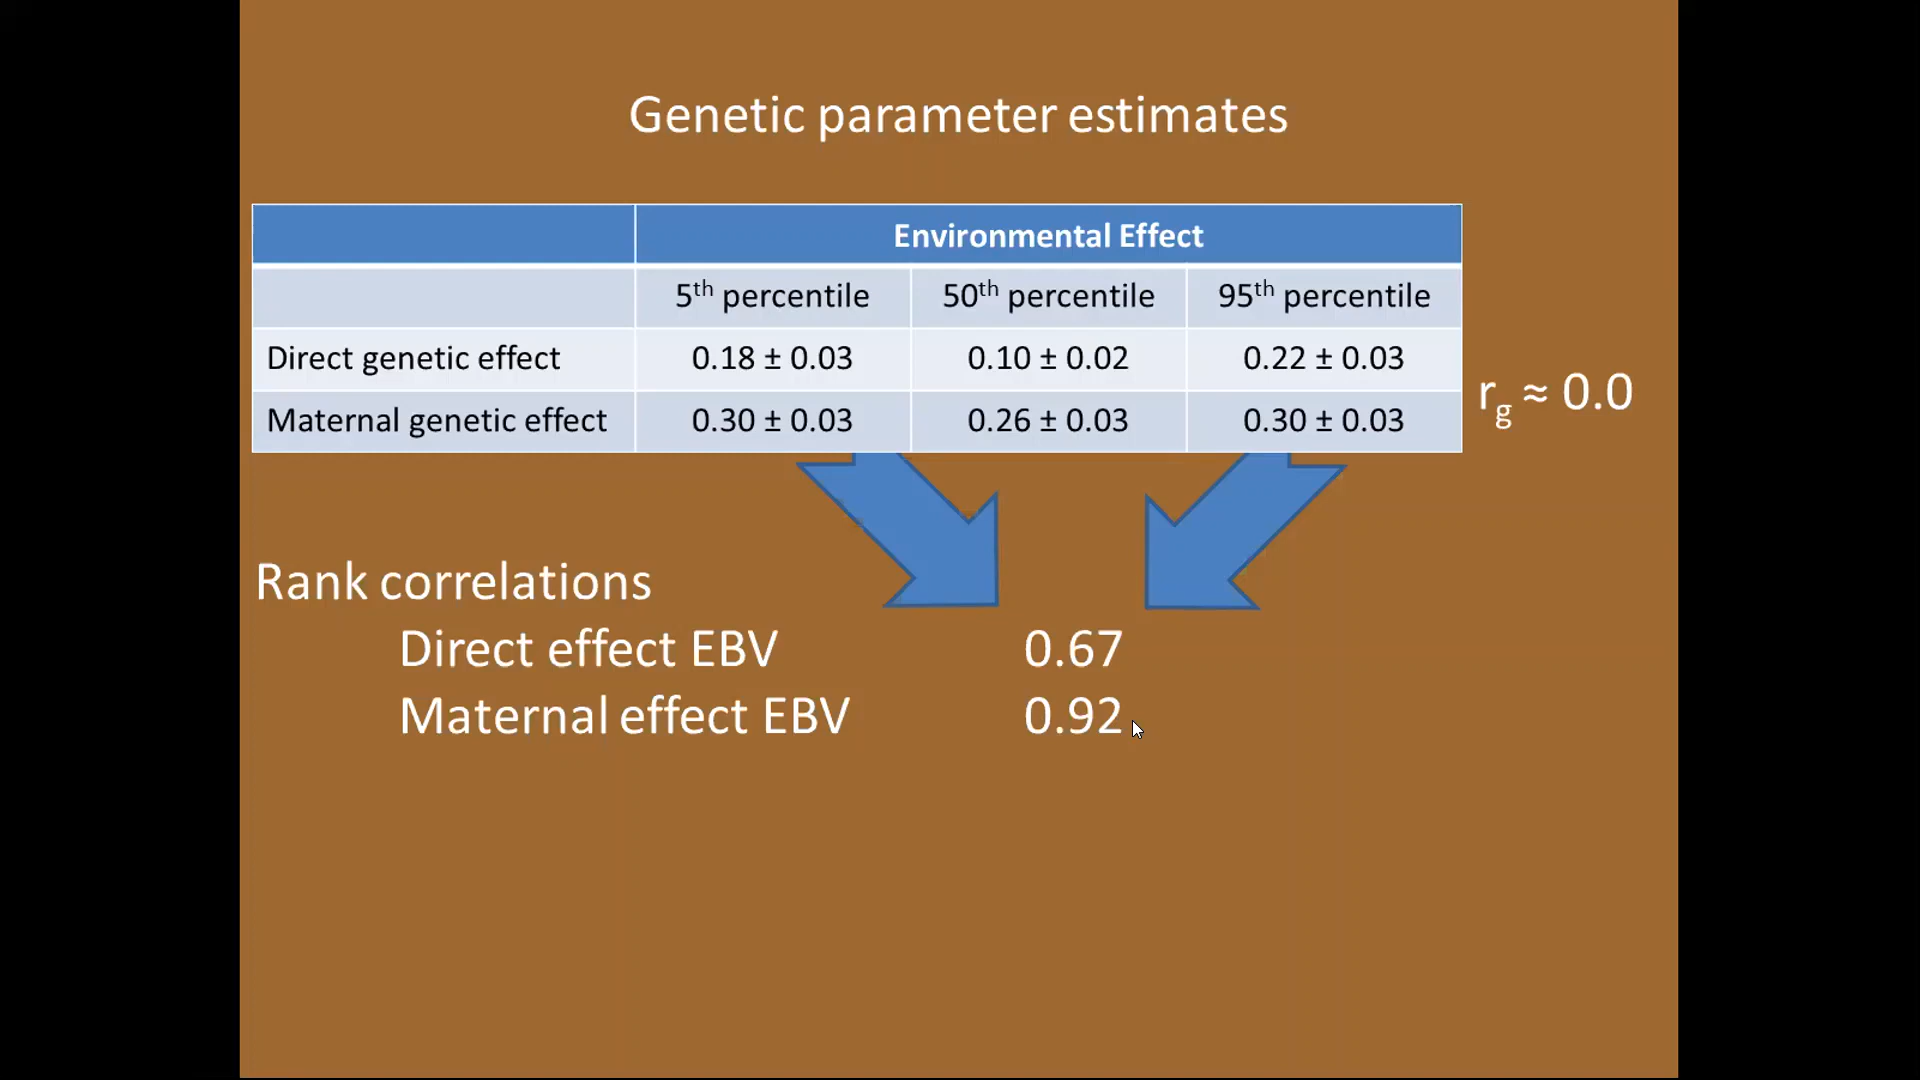 Genetic parameter estimates
Environmental Effect
5th percentile 50th percentile 95th percentile
Direct genetic effect 0.18 ± 0.03 0.10 ± 0.02 0.22 ± 0.03
Maternal genetic effect 0.30 ± 0.03 0.26 ± 0.03 0.30 ± 0.03
rg ≈ 0.0
Rank correlations
Direct effect EBV 0.67
Maternal effect EBV 0.92